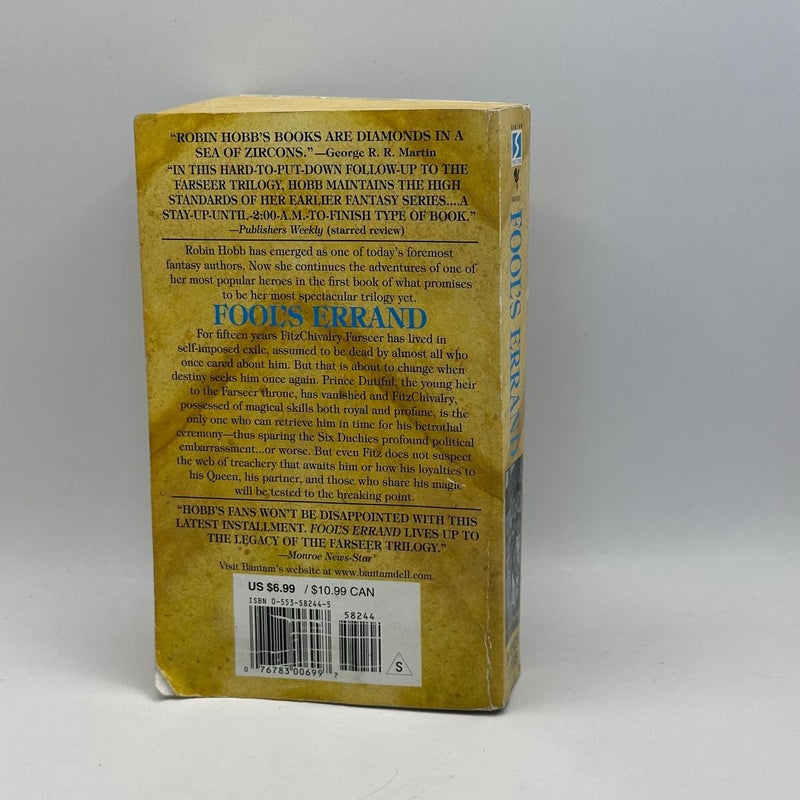 “ROBIN HOBB’S BOOKS ARE DIAMONDS IN A
SEA OF ZIRCONS.” —George R. R. Martin
“IN THIS HARD-TO-PUT-DOWN FOLLOW-UP TO THE
FARSEER TRILOGY, HOBB MAINTAINS THE HIGH
STANDARDS OF HER EARLIER FANTASY SERIES....A
STAY-UP-UNTIL-2:00-A.M.-TO-FINISH TYPE OF BOOK.”
—Publishers Weekly (starred review)
Robin Hobb has emerged as one of today’s foremost
fantasy authors. Now she continues the adventures of one of
her most popular heroes in the first book of what promises
to be her most spectacular trilogy yet.
FOOL’S ERRAND
For fifteen years FitzChivalry Farseer has lived in
self-imposed exile, assumed to be dead by almost all who
once cared about him. But that is about to change when
destiny seeks him once again. Prince Dutiful, the young heir
to the Farseer throne, has vanished and FitzChivalry,
possessed of magical skills both royal and profane, is the
only one who can retrieve him in time for his betrothal
ceremony—thus sparing the Six Duchies profound political
embarrassment...or worse. But even Fitz does not suspect
the web of treachery that awaits him or how his loyalties to
his Queen, his partner, and those who share his magic
will be tested to the breaking point.
“HOBB’S FANS WON’T BE DISAPPOINTED WITH THIS
LATEST INSTALLMENT. FOOL’S ERRAND LIVES UP TO
THE LEGACY OF THE FARSEER TRILOGY.”
—Monroe News-Star
Visit Bantam’s website at www.bantamdell.com.
US $6.99 / $10.99 CAN
ISBN 0-553-58244-5
58244
0 76783 00699 7
S
BANTAM
FOOL’S ERRAND